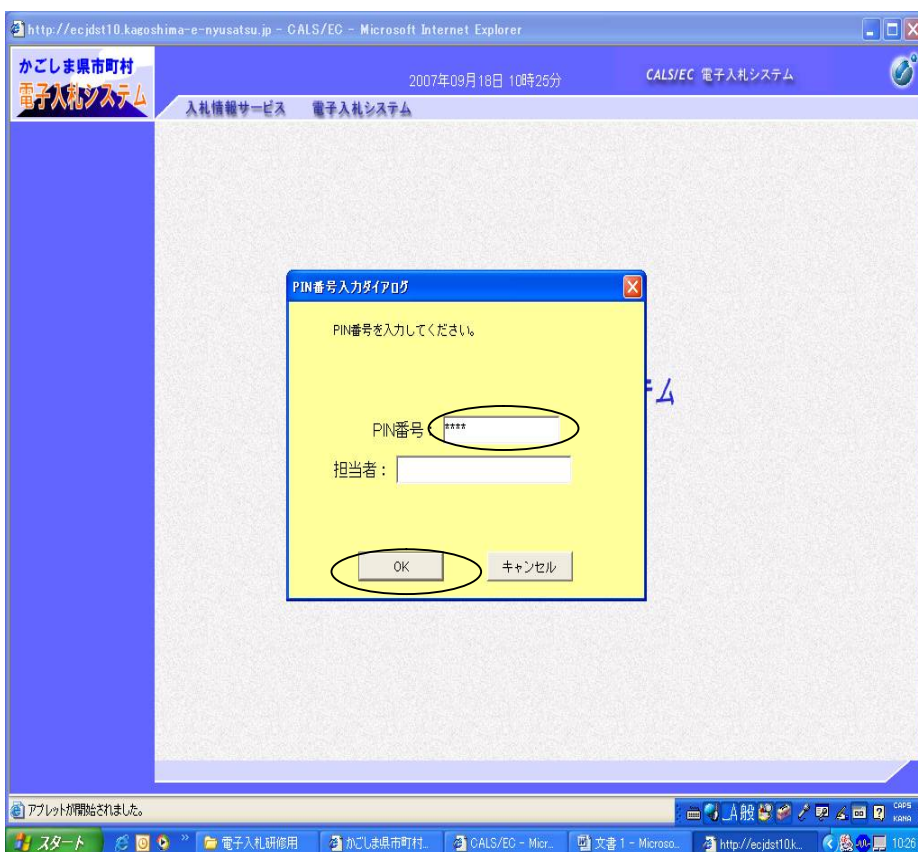 http://ecjdst10.kagoshima-e-nyusatsu.jp - CALS/EC - Microsoft Internet Explorer
かごしま県市町村
電子入札システム
2007年09月18日 10時25分
CALS/EC 電子入札システム
入札情報サービス 電子入札システム
PIN番号入力ダイアログ
PIN番号を入力してください。
テム
PIN番号: ****
担当者:
OK キャンセル
アプレットが開始されました。
A般 CAPS
KANA
スタート 電子入札研修用 かごしま県市町村... CALS/EC - Micr... 文書 1 - Microso... http://ecjdst10.k... 10:26